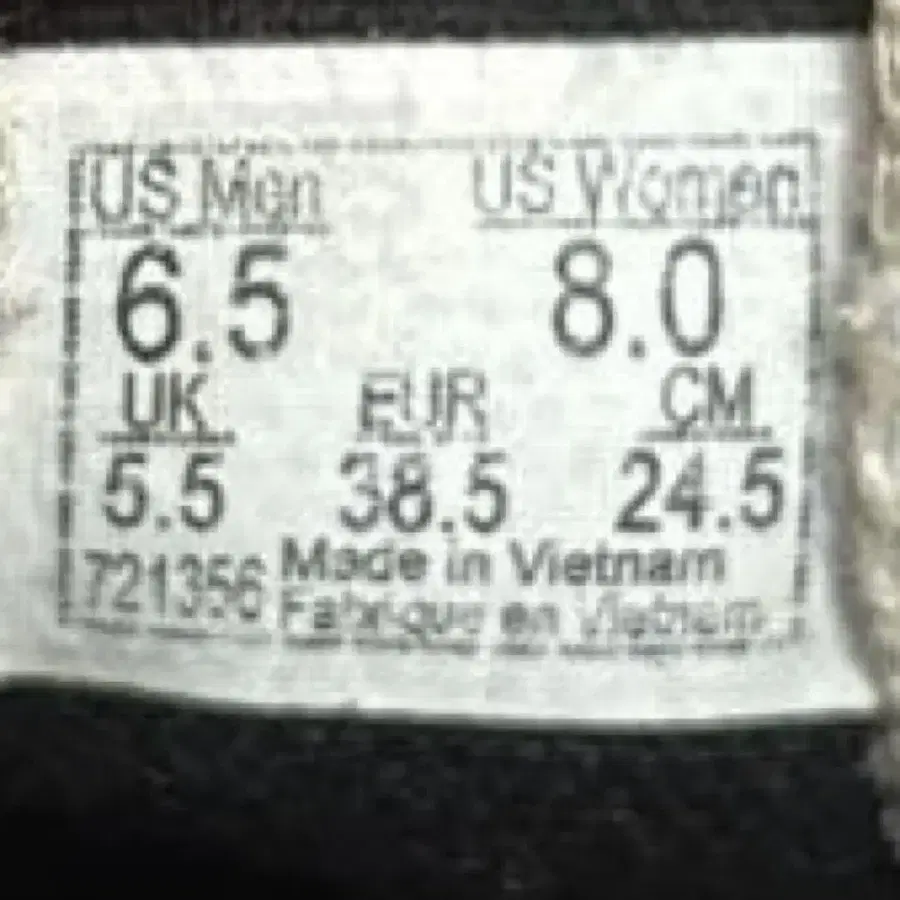 US Men US Women
6.5 8.0
UK EUR CM
5.5 38.5 24.5
721356 Made in Vietnam
Fabrique en Vietnam